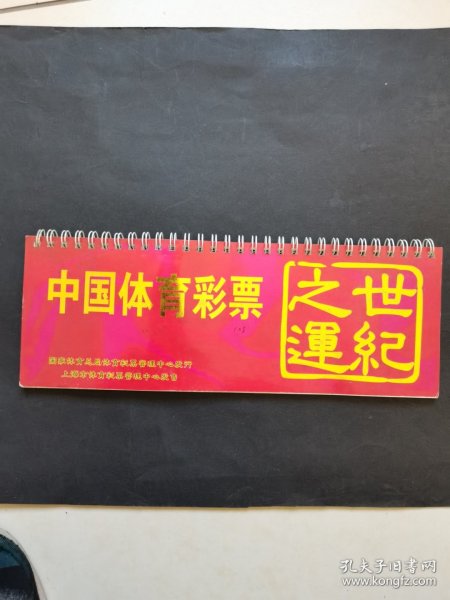 中国体育彩票
世纪之運
国家体育总局体育彩票管理中心发行
上海市体育彩票管理中心发售
孔夫子旧书网
www.kongfz.com